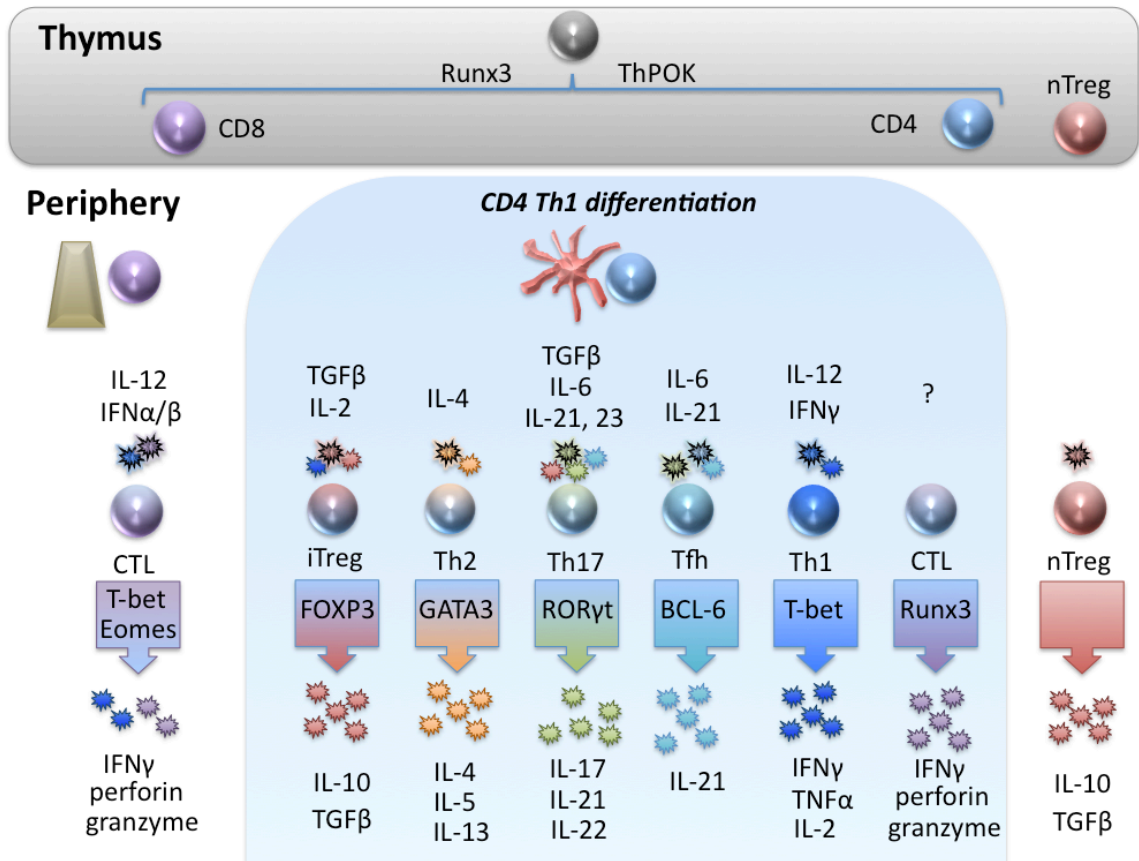 Thymus
Runx3
ThPOK
nTreg
CD8
CD4
Periphery
CD4 Th1 differentiation
IL-12
IFNα/β
TGFβ
IL-2
IL-4
TGFβ
IL-6
IL-21, 23
IL-6
IL-21
IL-12
IFNγ
?
CTL
iTreg
Th2
Th17
Tfh
Th1
CTL
nTreg
T-bet
Eomes
FOXP3
GATA3
RORγt
BCL-6
T-bet
Runx3
IFNγ
perforin
granzyme
IL-10
TGFβ
IL-4
IL-5
IL-13
IL-17
IL-21
IL-22
IL-21
IFNγ
TNFα
IL-2
IFNγ
perforin
granzyme
IL-10
TGFβ